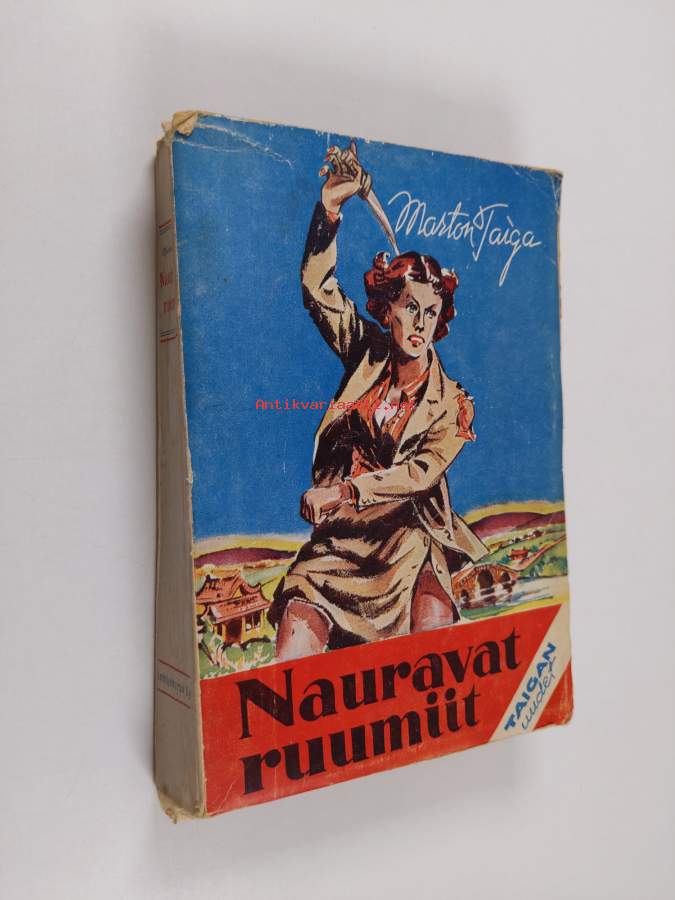 Marton Taiga
Antikvariaatti.net
Nauravat
ruumiit
TAIGAN
uudet